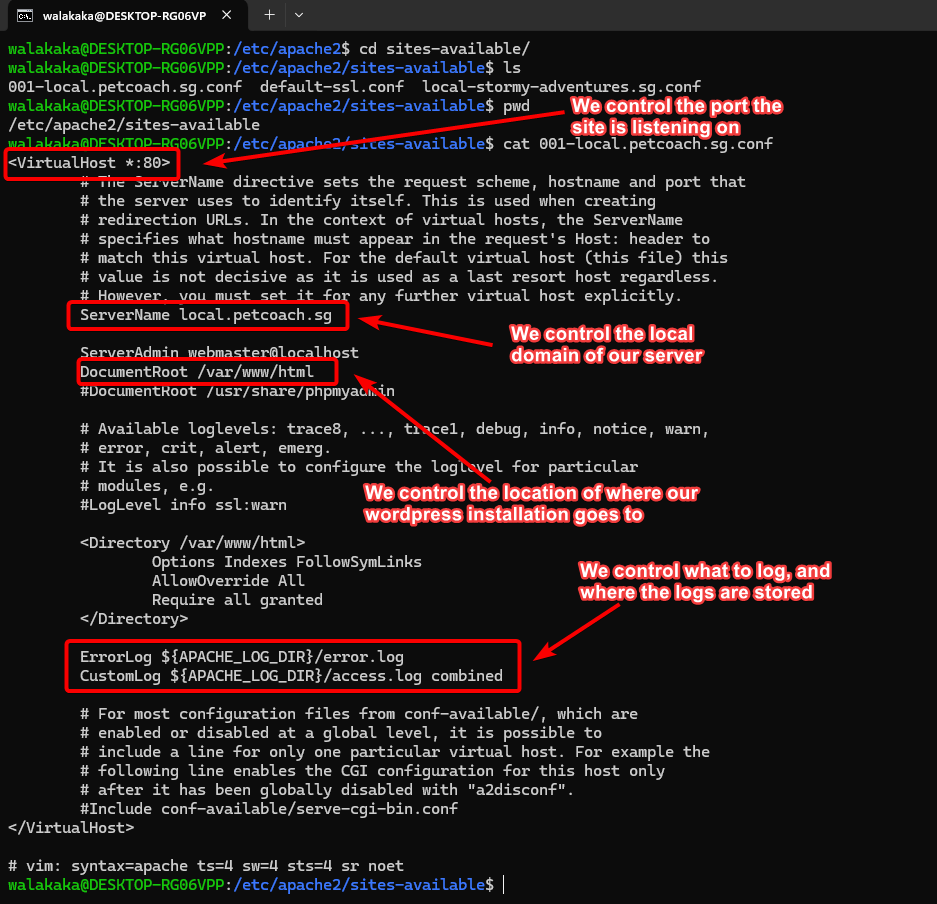 walakaka@DESKTOP-RG06VP
walakaka@DESKTOP-RG06VPP:/etc/apache2$ cd sites-available/
walakaka@DESKTOP-RG06VPP:/etc/apache2/sites-available$ ls
001-local.petcoach.sg.conf  default-ssl.conf  local-stormy-adventures.sg.conf
walakaka@DESKTOP-RG06VPP:/etc/apache2/sites-available$ pwd
/etc/apache2/sites-available
We control the port the
site is listening on
walakaka@DESKTOP-RG06VPP:/etc/apache2/sites-available$ cat 001-local.petcoach.sg.conf
<VirtualHost *:80>
        # The ServerName directive sets the request scheme, hostname and port that
        # the server uses to identify itself. This is used when creating
        # redirection URLs. In the context of virtual hosts, the ServerName
        # specifies what hostname must appear in the request's Host: header to
        # match this virtual host. For the default virtual host (this file) this
        # value is not decisive as it is used as a last resort host regardless.
        # However, you must set it for any further virtual host explicitly.
        ServerName local.petcoach.sg
We control the local
domain of our server
        ServerAdmin webmaster@localhost
        DocumentRoot /var/www/html
        #DocumentRoot /usr/share/phpmyadmin
        # Available loglevels: trace8, ..., trace1, debug, info, notice, warn,
        # error, crit, alert, emerg.
        # It is also possible to configure the loglevel for particular
        # modules, e.g.
        #LogLevel info ssl:warn
We control the location of where our
wordpress installation goes to
        <Directory /var/www/html>
                Options Indexes FollowSymLinks
                AllowOverride All
                Require all granted
        </Directory>
We control what to log, and
where the logs are stored
        ErrorLog ${APACHE_LOG_DIR}/error.log
        CustomLog ${APACHE_LOG_DIR}/access.log combined
        # For most configuration files from conf-available/, which are
        # enabled or disabled at a global level, it is possible to
        # include a line for only one particular virtual host. For example the
        # following line enables the CGI configuration for this host only
        # after it has been globally disabled with "a2disconf".
        #Include conf-available/serve-cgi-bin.conf
</VirtualHost>
# vim: syntax=apache ts=4 sw=4 sts=4 sr noet
walakaka@DESKTOP-RG06VPP:/etc/apache2/sites-available$